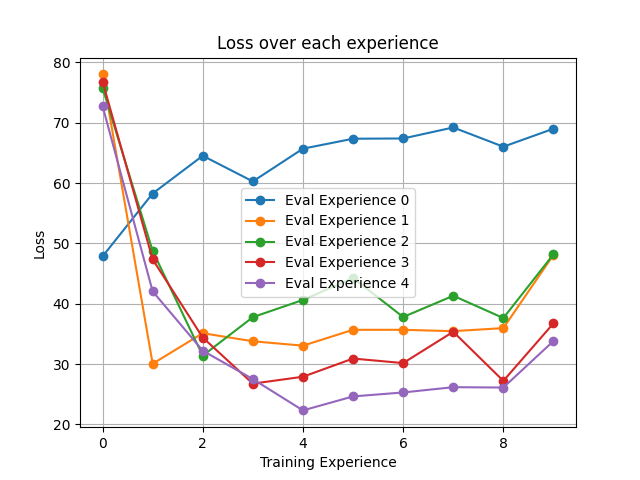 Loss over each experience
80
70
60
50
40
30
20
Loss
Eval Experience 0
Eval Experience 1
Eval Experience 2
Eval Experience 3
Eval Experience 4
0 2 4 6 8
Training Experience